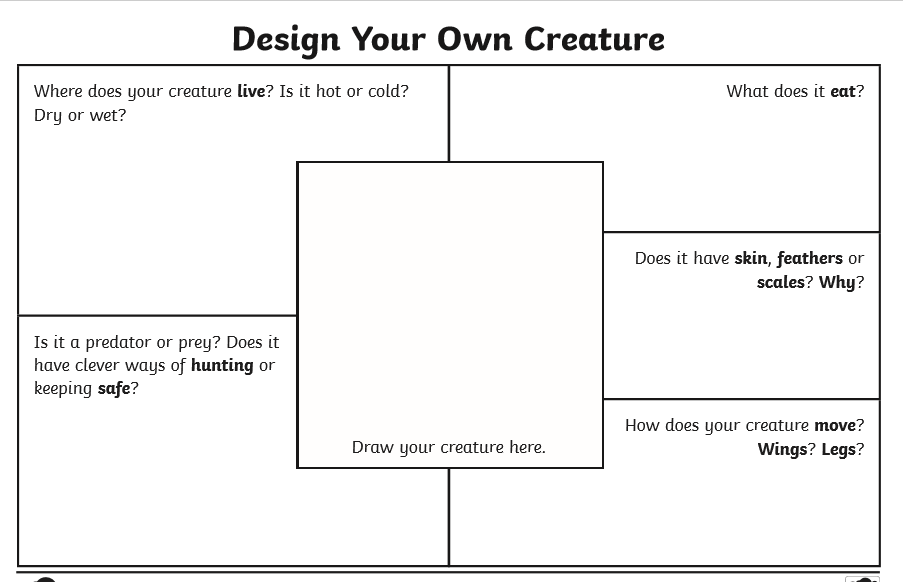 Design Your Own Creature
Where does your creature live? Is it hot or cold?
Dry or wet?
What does it eat?
Does it have skin, feathers or
scales? Why?
Is it a predator or prey? Does it
have clever ways of hunting or
keeping safe?
How does your creature move?
Wings? Legs?
Draw your creature here.